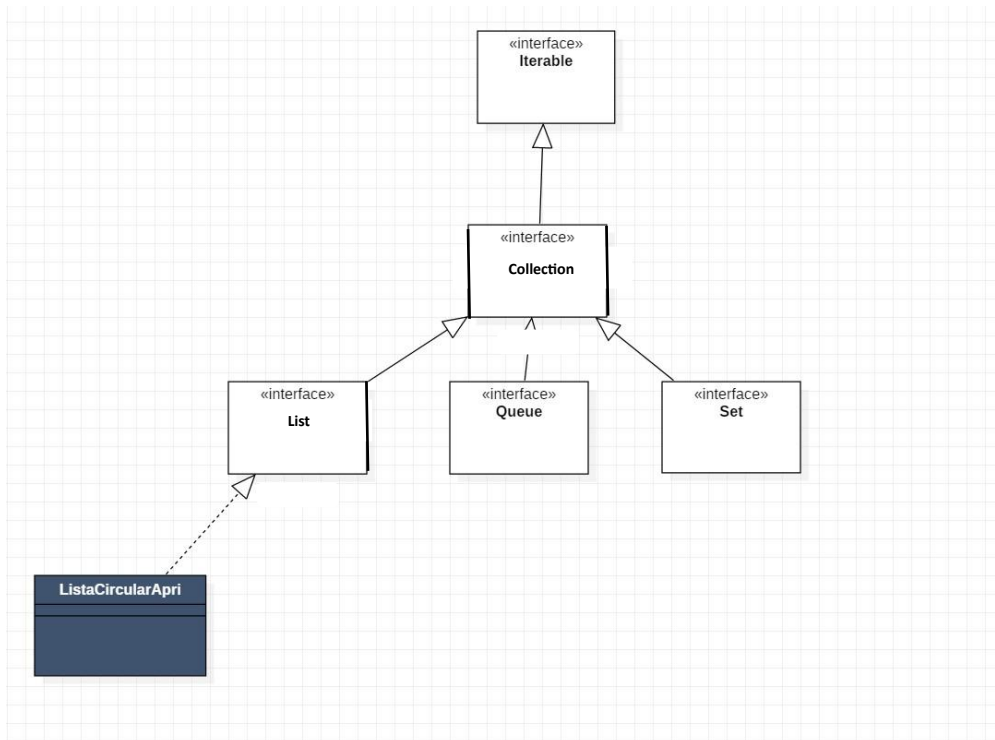 «interface»
Iterable
«interface»
Collection
«interface»
List
«interface»
Queue
«interface»
Set
ListaCircularApri